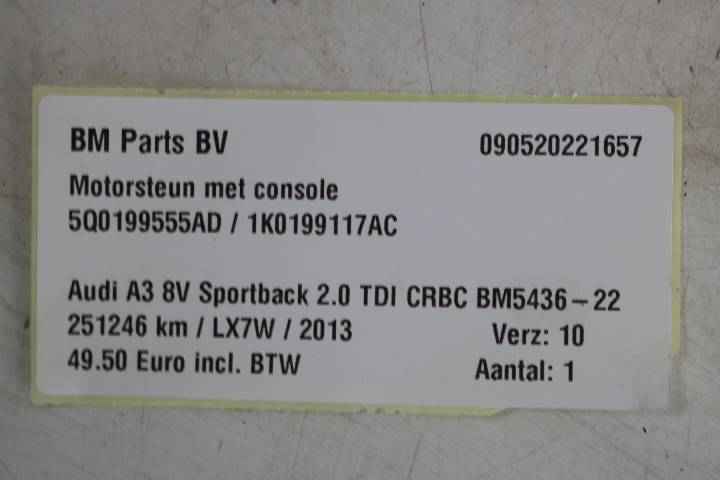 BM Parts BV 090520221657
Motorsteun met console
5Q0199555AD / 1K0199117AC
Audi A3 8V Sportback 2.0 TDI CRBC BM5436-22
251246 km / LX7W / 2013 Verz: 10
49.50 Euro incl. BTW Aantal: 1